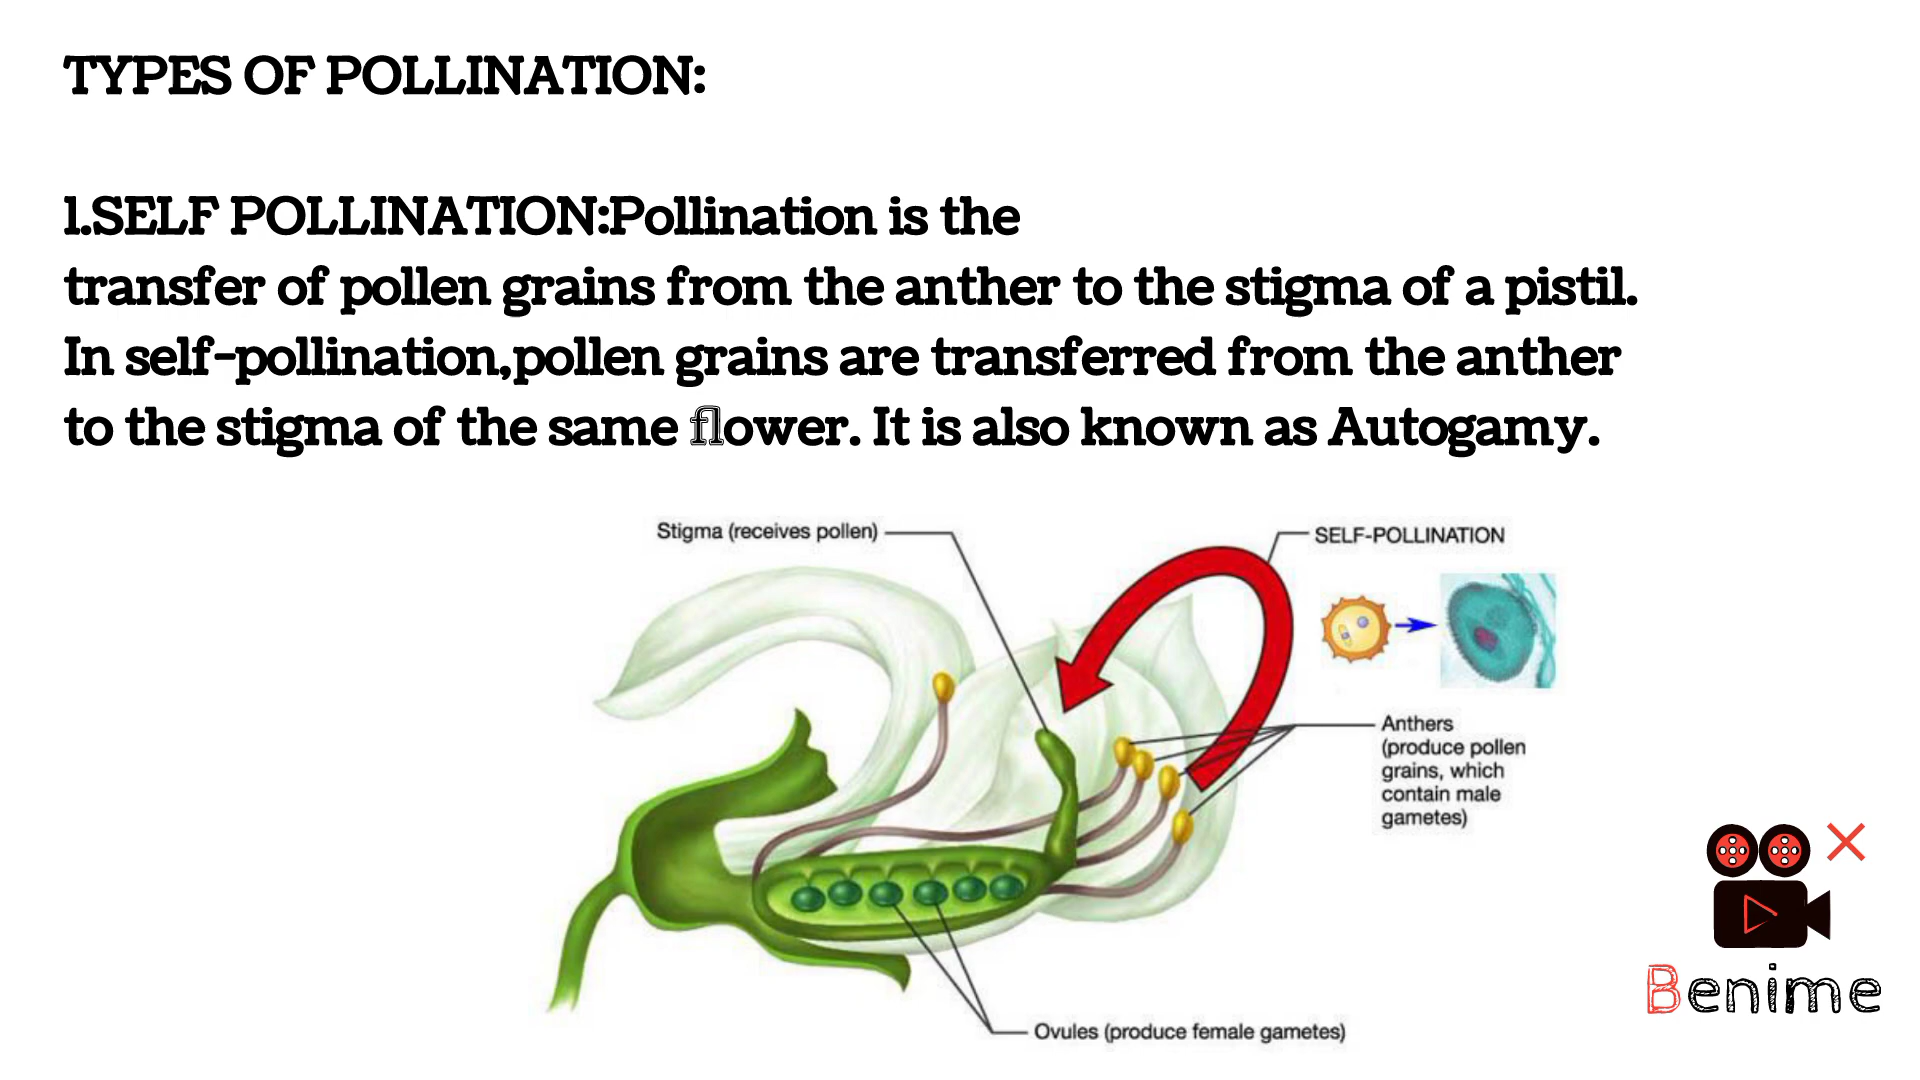 TYPES OF POLLINATION:
1.SELF POLLINATION:Pollination is the
transfer of pollen grains from the anther to the stigma of a pistil.
In self-pollination,pollen grains are transferred from the anther
to the stigma of the same flower. It is also known as Autogamy.
Stigma (receives pollen)
SELF-POLLINATION
Anthers
(produce pollen
grains, which
contain male
gametes)
Ovules (produce female gametes)
Benime